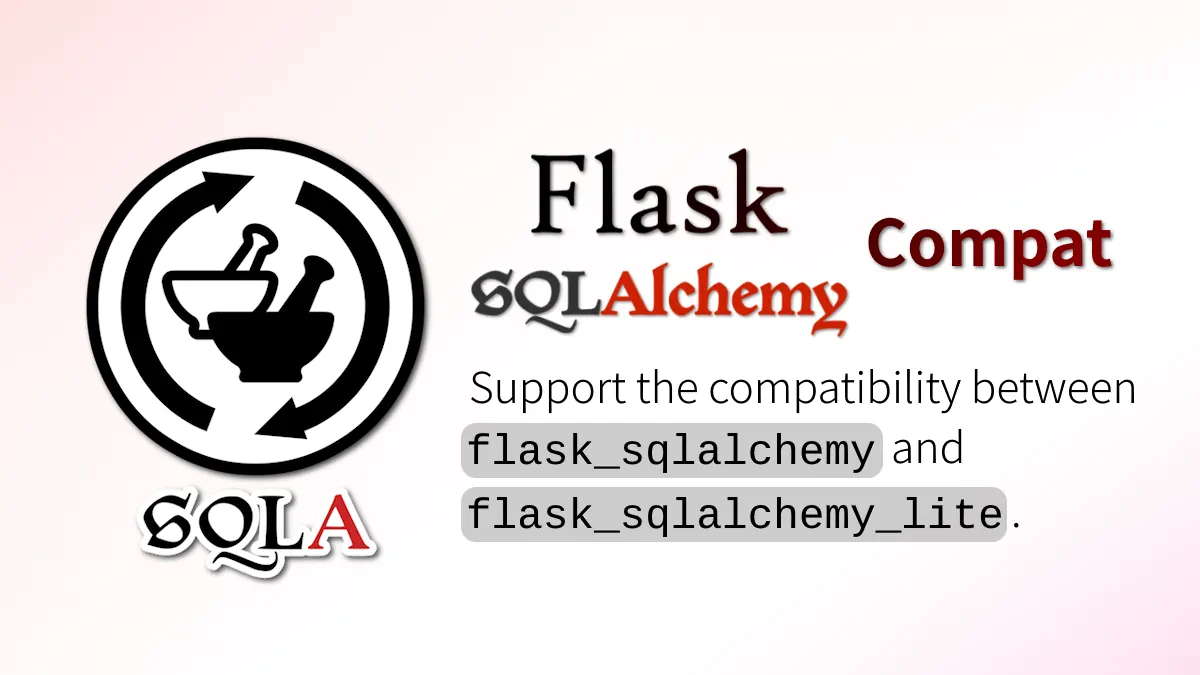 SQLA
Flask
SQLAlchemy
Compat
Support the compatibility between
flask_sqlalchemy and
flask_sqlalchemy_lite.